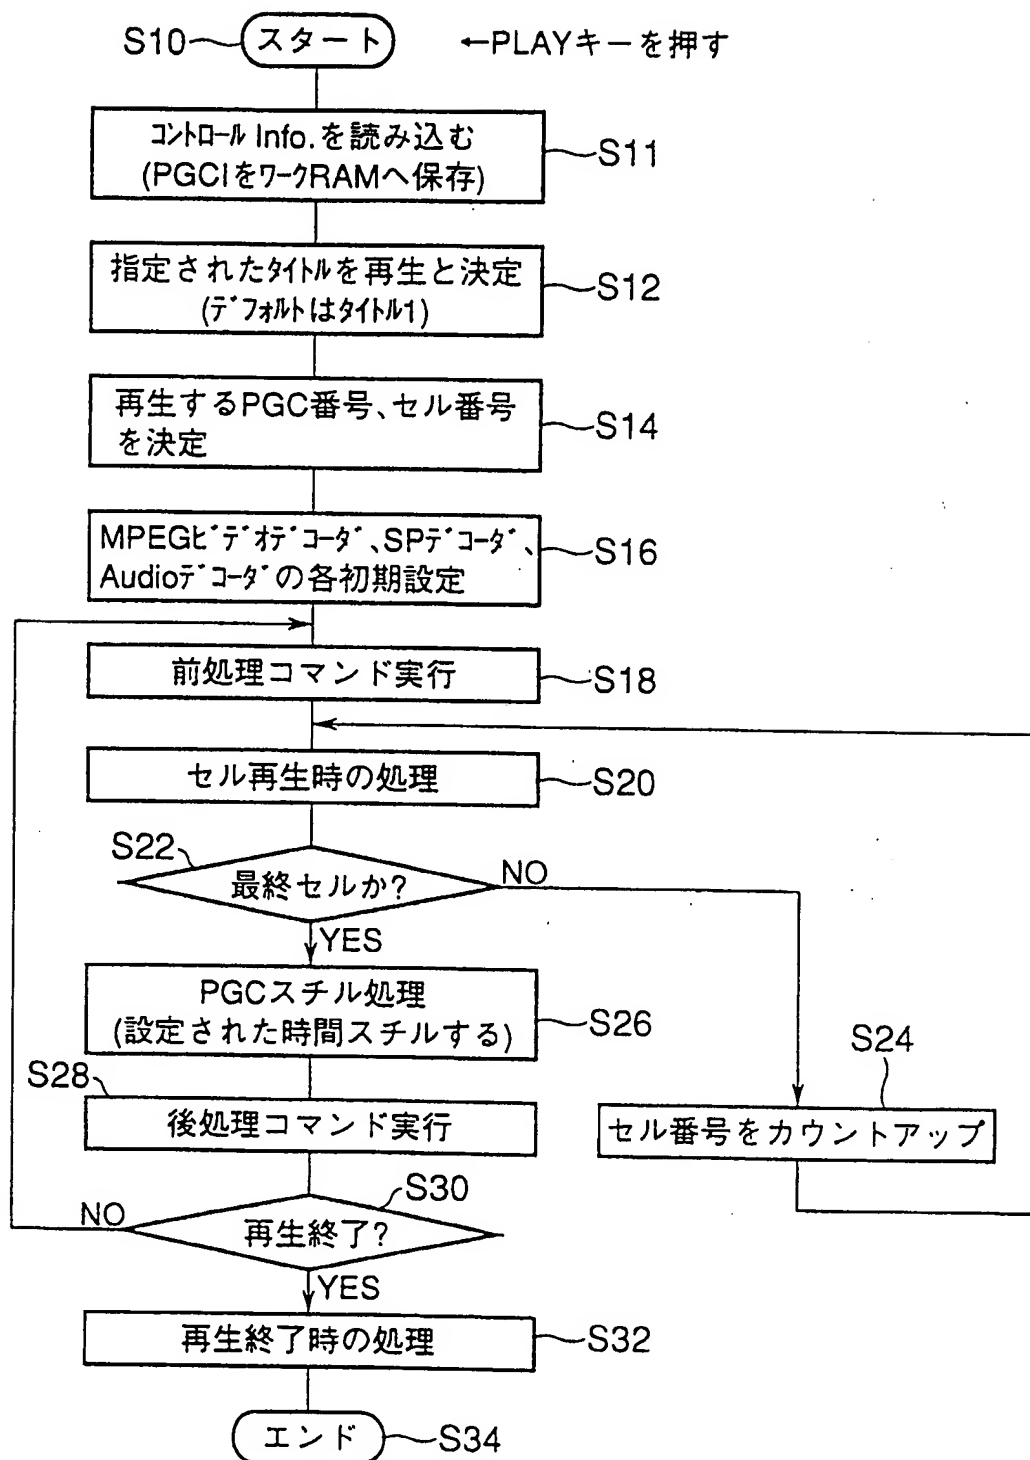 S10 スタート ←PLAYキーを押す
コントロール Info.を読み込む
(PGCIをワークRAMへ保存)
S11
指定されたタイトルを再生と決定
(デフォルトはタイトル1)
S12
再生するPGC番号、セル番号
を決定
S14
MPEGビデオデコーダ、SPデコーダ、
Audioデコーダの各初期設定
S16
前処理コマンド実行
S18
セル再生時の処理
S20
S22
最終セルか?
NO
YES
PGCスチル処理
(設定された時間スチルする)
S26
S24
セル番号をカウントアップ
S28
後処理コマンド実行
S30
NO
再生終了?
YES
再生終了時の処理
S32
エンド
S34